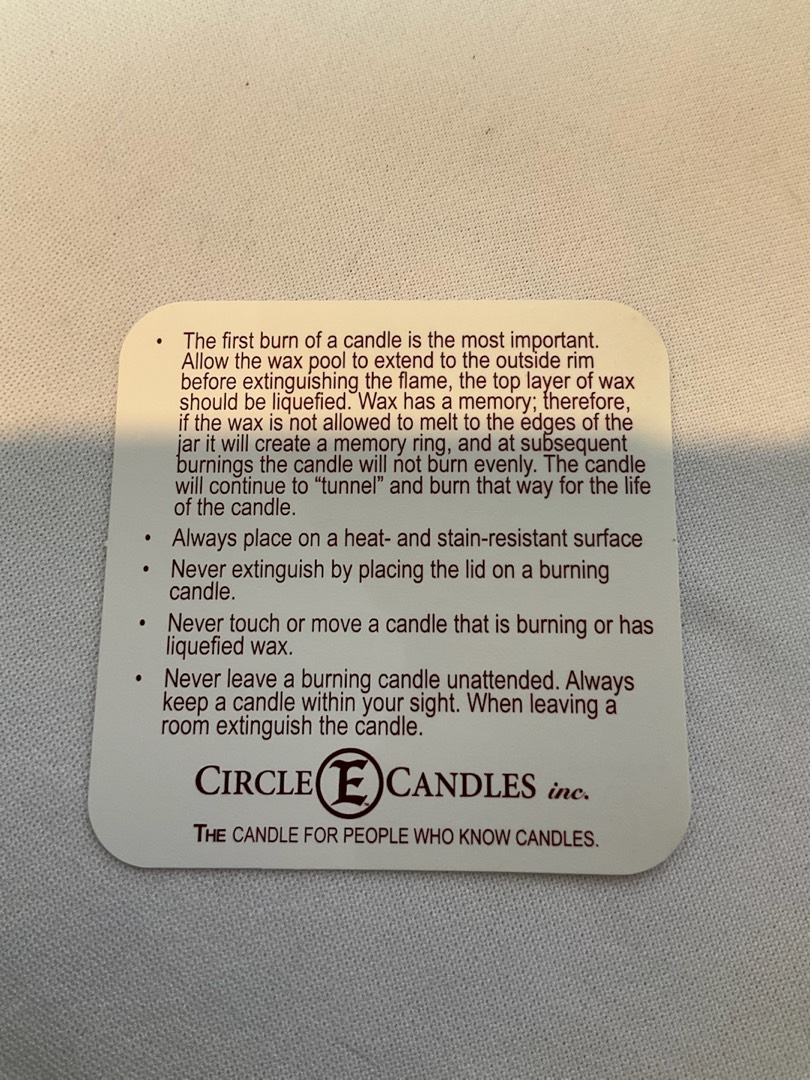 • The first burn of a candle is the most important.
Allow the wax pool to extend to the outside rim
before extinguishing the flame, the top layer of wax
should be liquefied. Wax has a memory; therefore,
if the wax is not allowed to melt to the edges of the
jar it will create a memory ring, and at subsequent
burnings the candle will not burn evenly. The candle
will continue to “tunnel” and burn that way for the life
of the candle.
• Always place on a heat- and stain-resistant surface
• Never extinguish by placing the lid on a burning
candle.
• Never touch or move a candle that is burning or has
liquefied wax.
• Never leave a burning candle unattended. Always
keep a candle within your sight. When leaving a
room extinguish the candle.
CIRCLE E CANDLES inc.
THE CANDLE FOR PEOPLE WHO KNOW CANDLES.